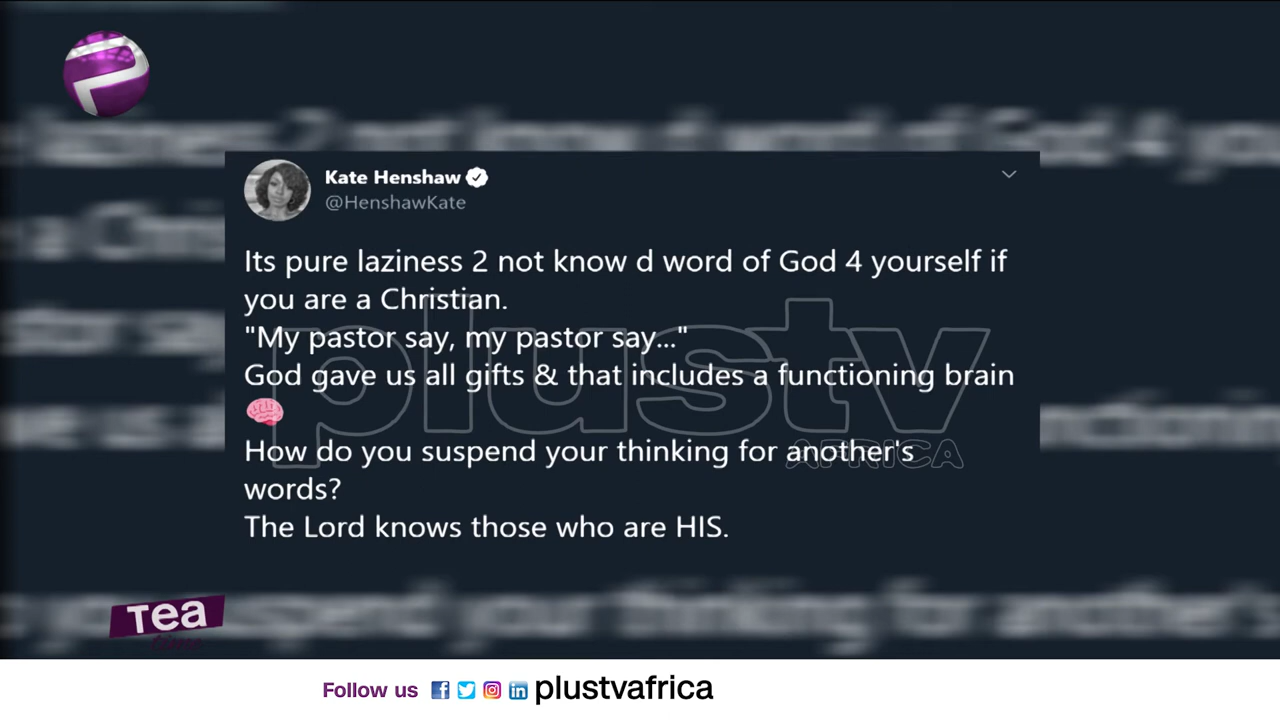 Kate Henshaw
@HenshawKate
Its pure laziness 2 not know d word of God 4 yourself if
you are a Christian.
"My pastor say, my pastor say..."
God gave us all gifts & that includes a functioning brain
🧠
How do you suspend your thinking for another's
words?
The Lord knows those who are HIS.
plustv
AFRICA
Tea
Follow us plustvafrica